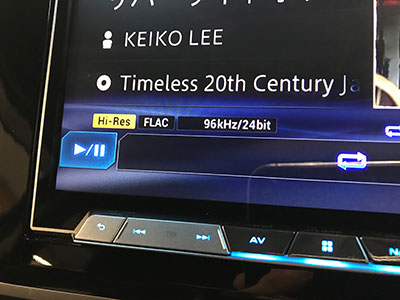 KEIKO LEE
Timeless 20th Century Ja
Hi-Res FLAC 96kHz/24bit
AV